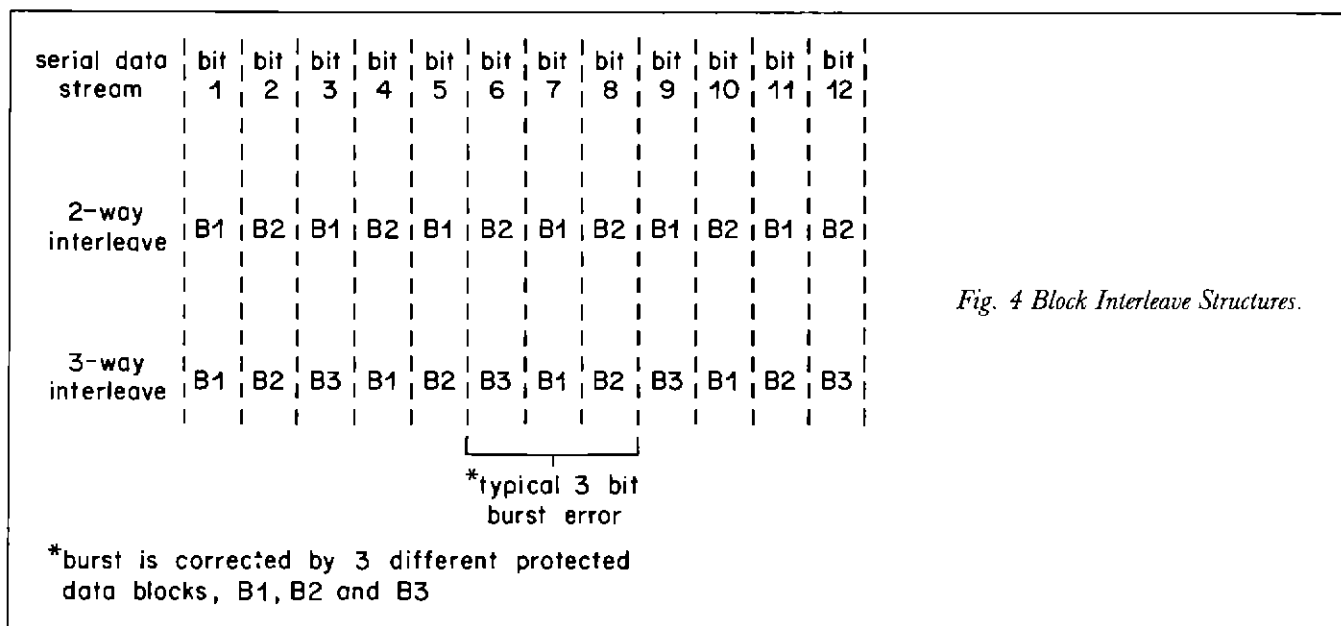 serial data stream bit 1 bit 2 bit 3 bit 4 bit 5 bit 6 bit 7 bit 8 bit 9 bit 10 bit 11 bit 12
2-way interleave B1 B2 B1 B2 B1 B2 B1 B2 B1 B2 B1 B2
3-way interleave B1 B2 B3 B1 B2 B3 B1 B2 B3 B1 B2 B3
*typical 3 bit
burst error
*burst is corrected by 3 different protected
data blocks, B1, B2 and B3
Fig. 4 Block Interleave Structures.